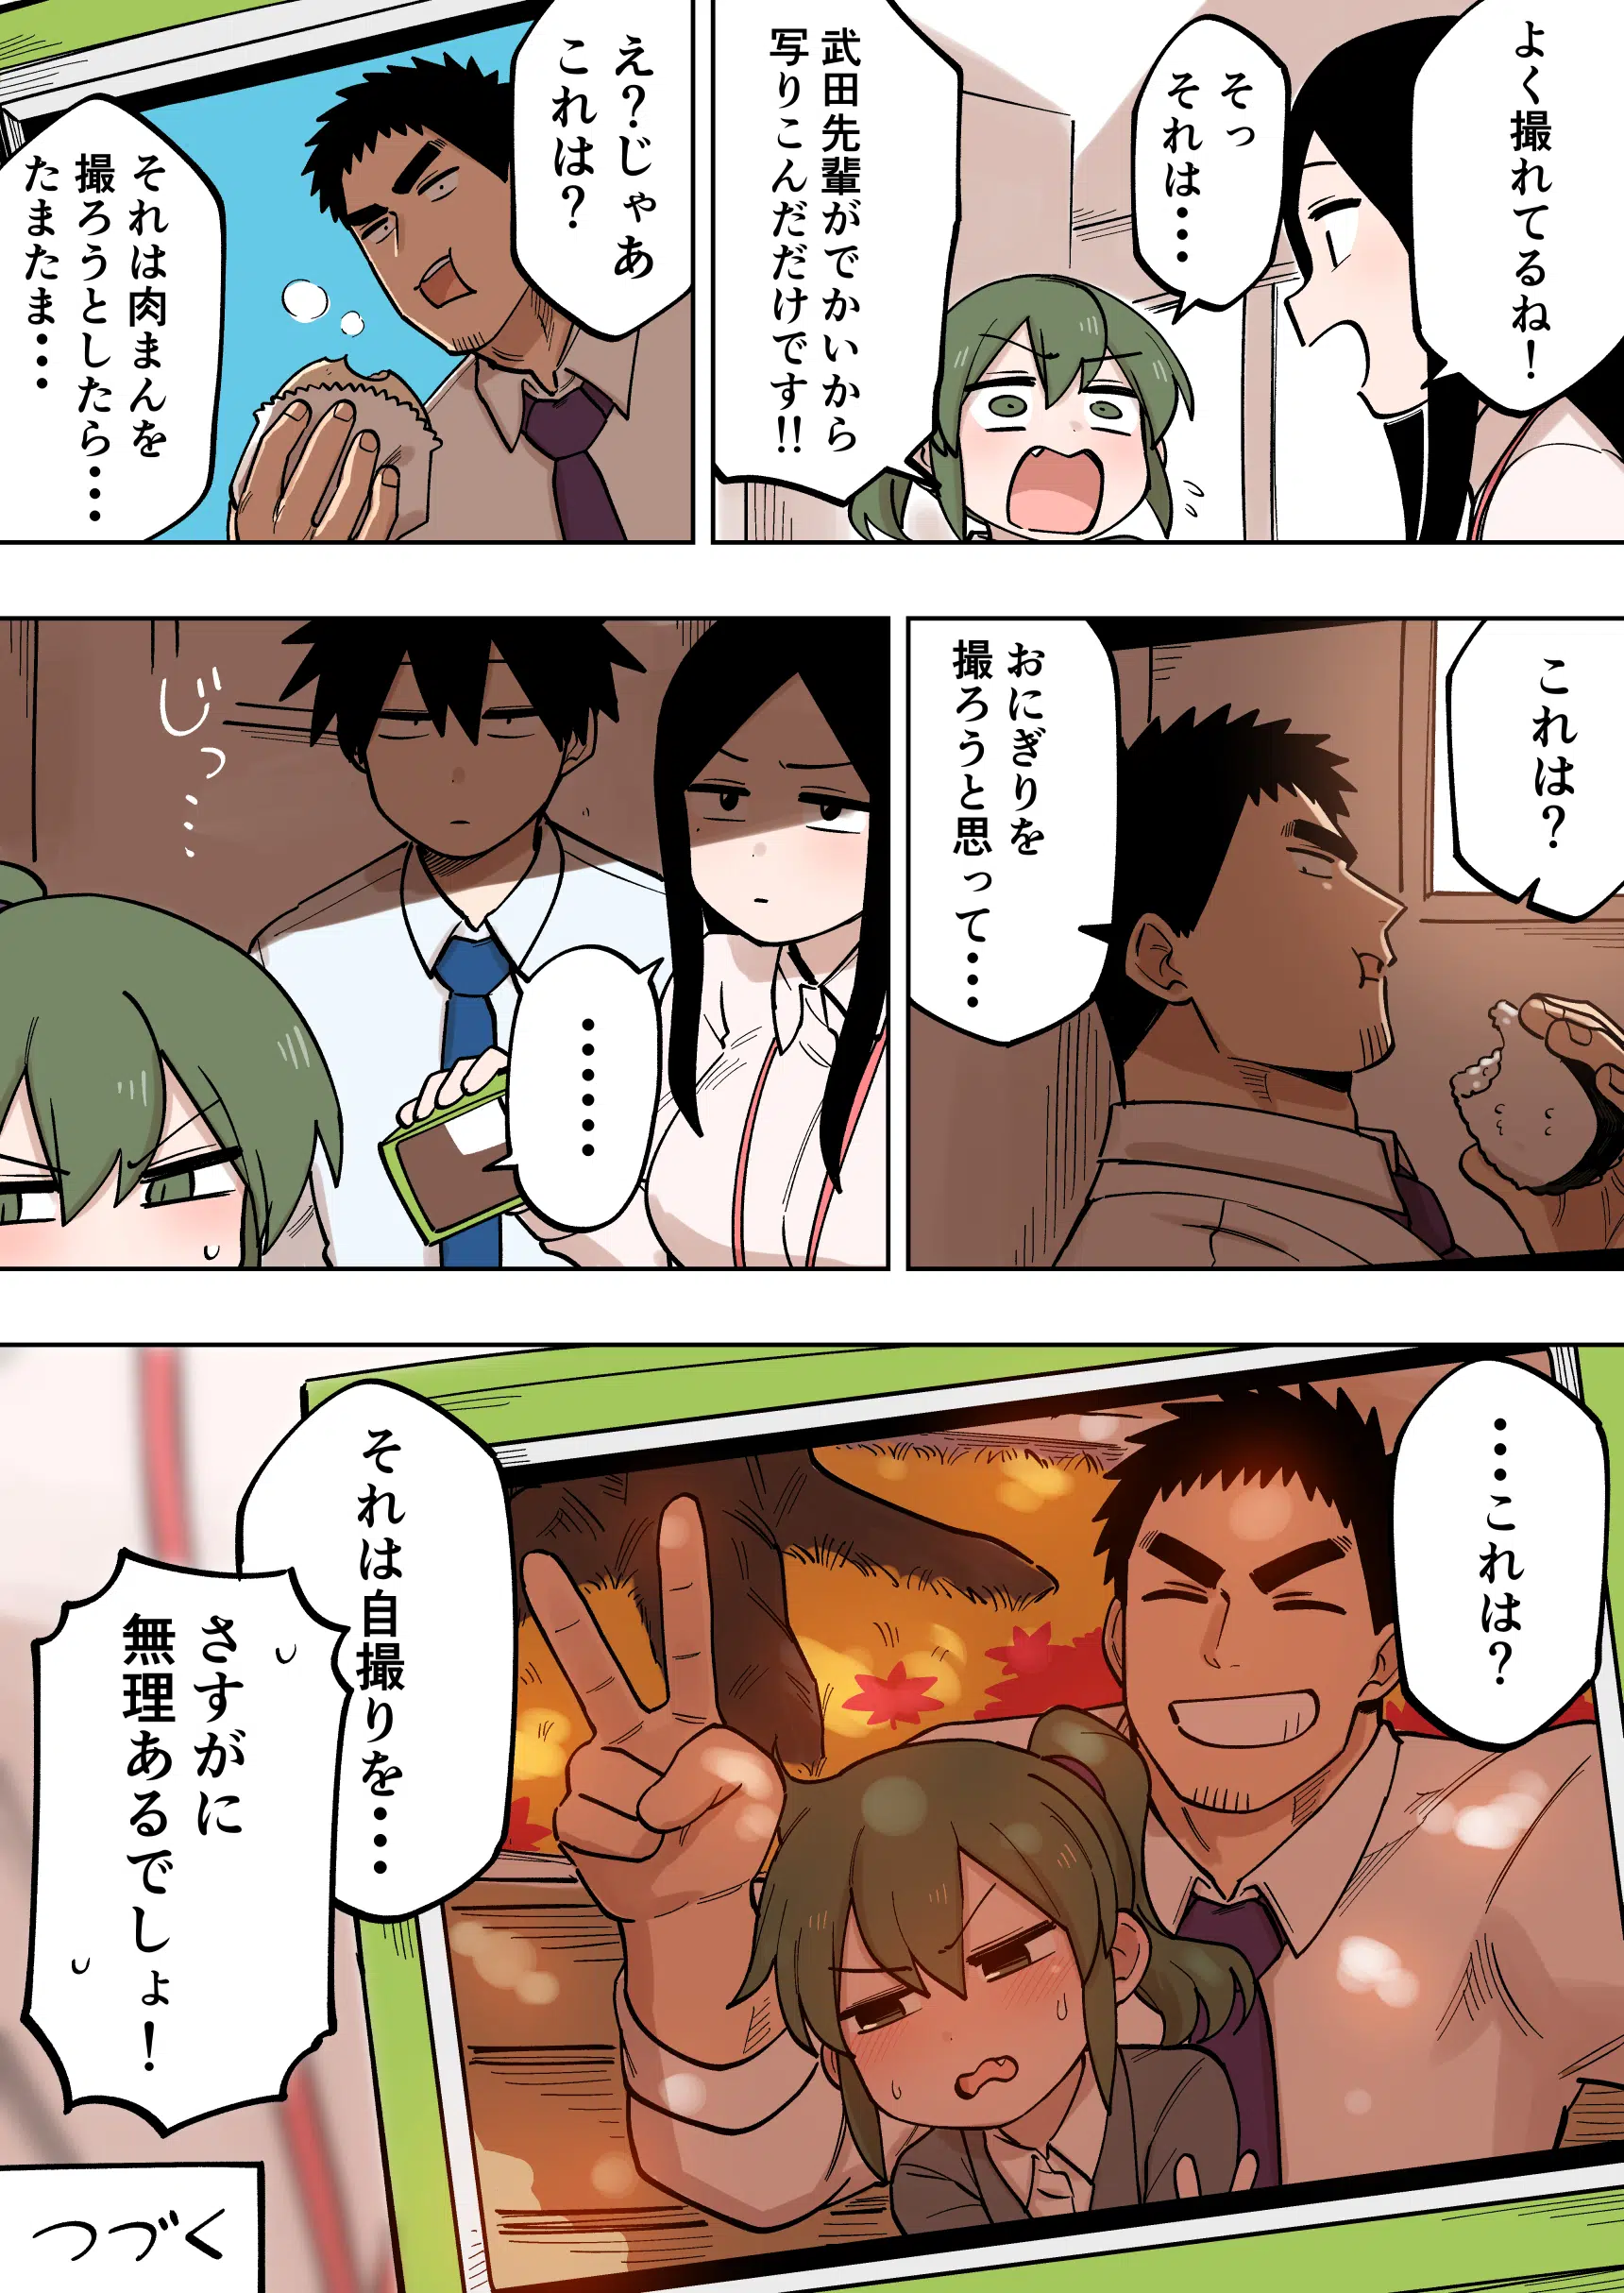 よく撮れてるね！
そっ
それは・・・
武田先輩がでかいから
写りこんだだけです!!
え？じゃあ
これは？
それは肉まんを
撮ろうとしたら・・・
たまたま・・・
これは？
おにぎりを
撮ろうと思って・・・
・・・・・・
じっ…
・・・これは？
それは自撮りを・・・
さすがに
無理あるでしょ！
つづく